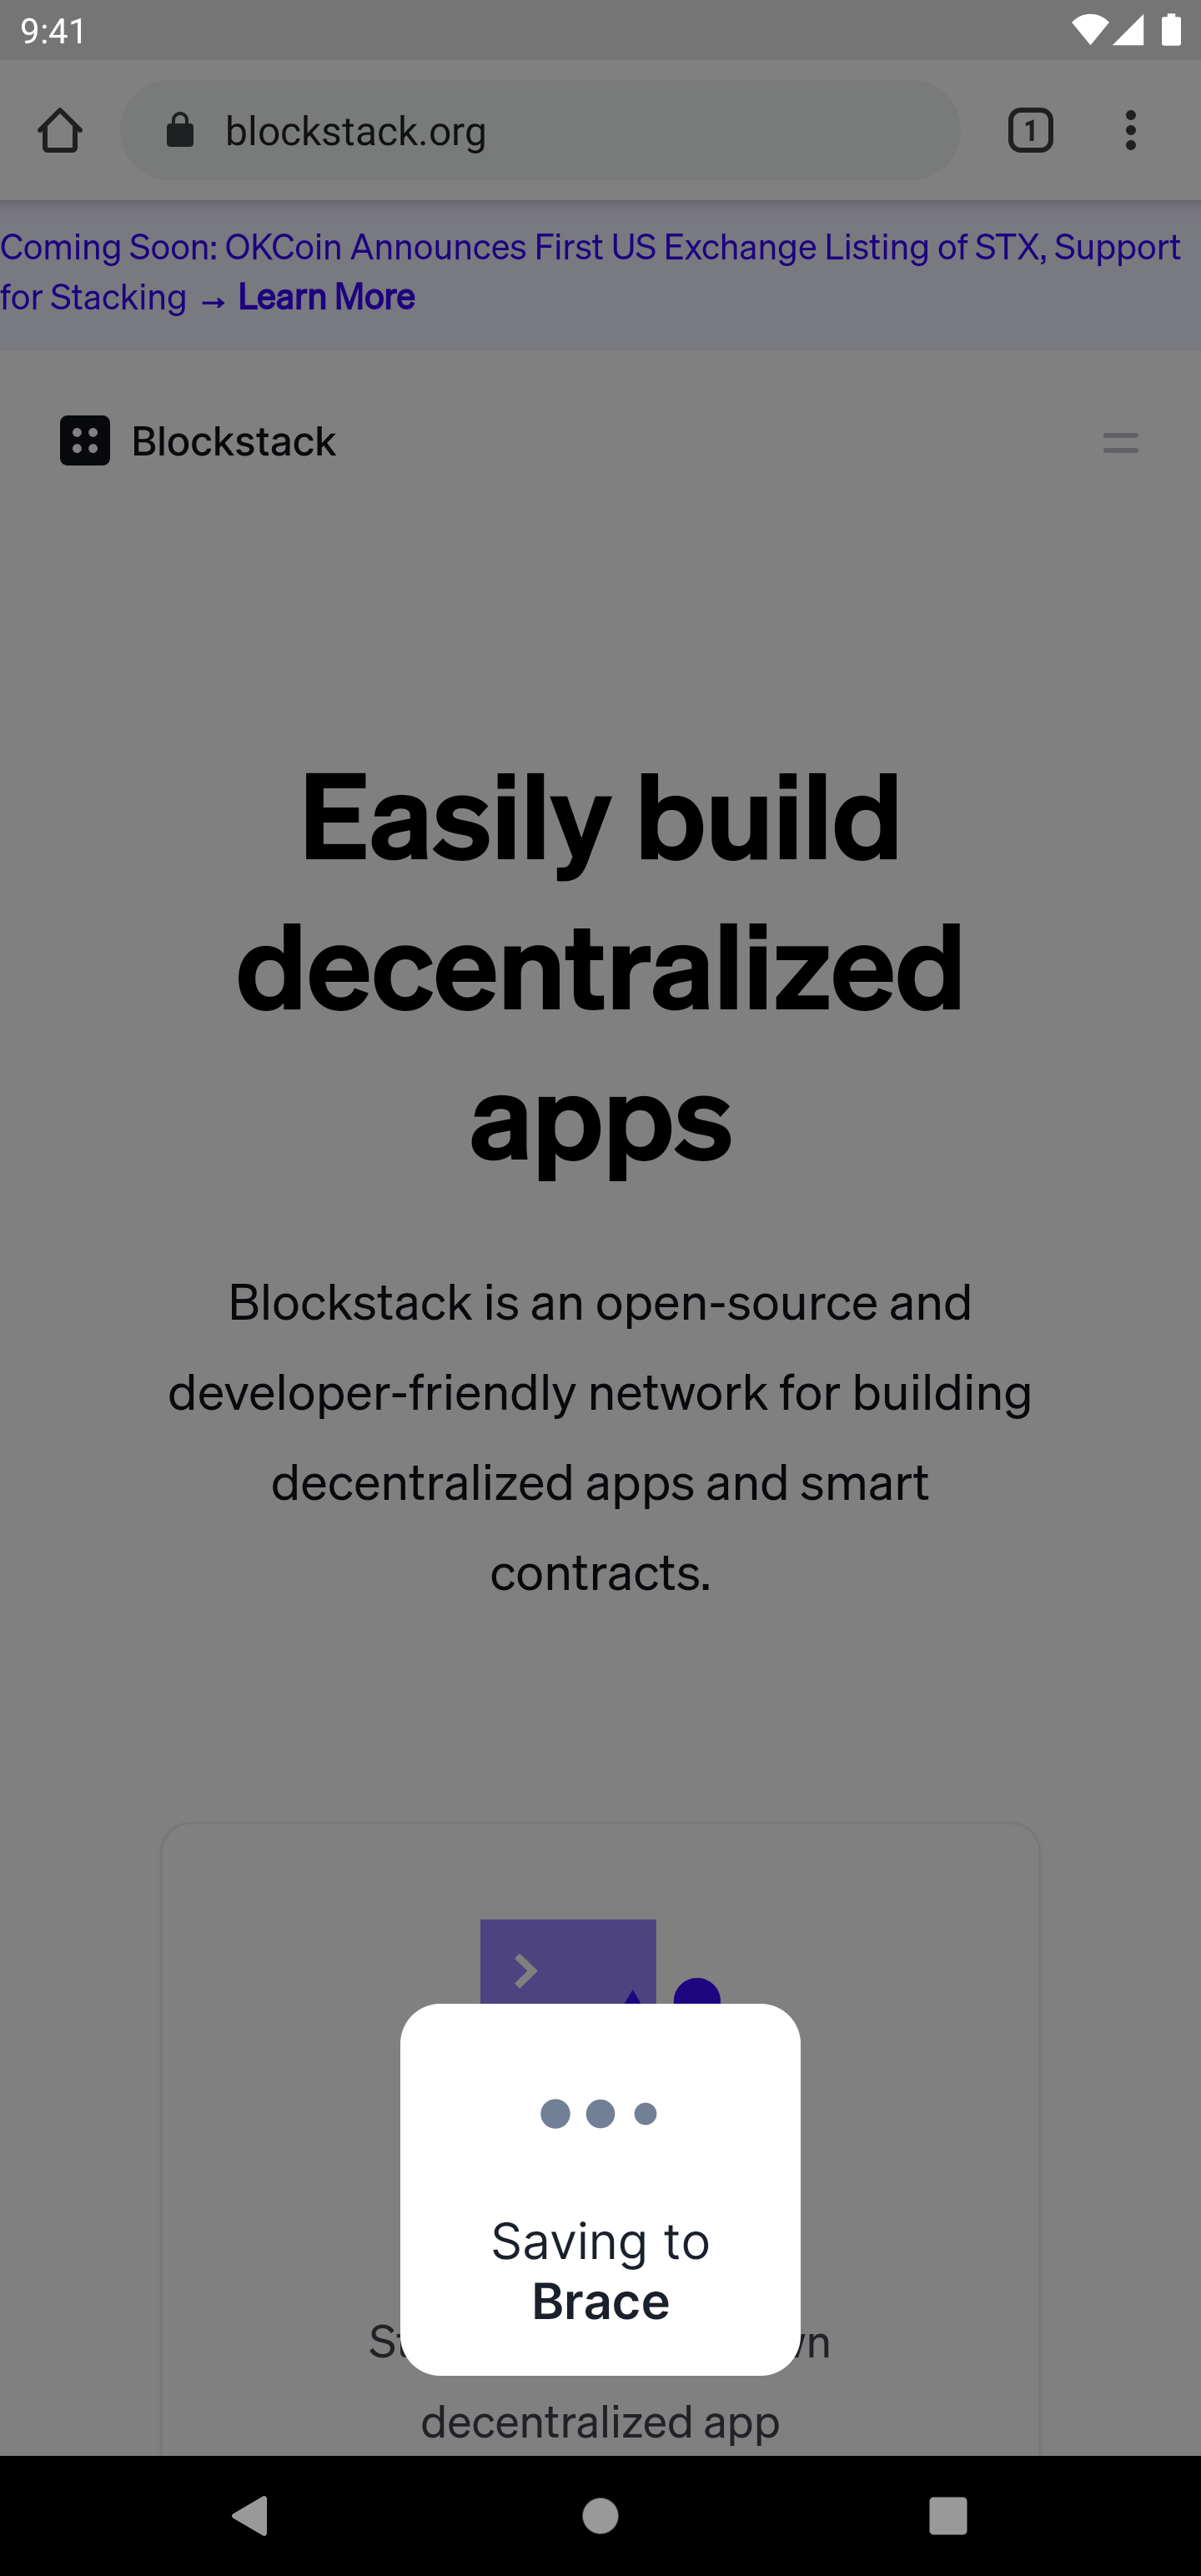 9:41
blockstack.org
1
Coming Soon: OKCoin Announces First US Exchange Listing of STX, Support
for Stacking → Learn More
Blockstack
Easily build
decentralized
apps
Blockstack is an open-source and
developer-friendly network for building
decentralized apps and smart
contracts.
Saving to
Brace
decentralized app